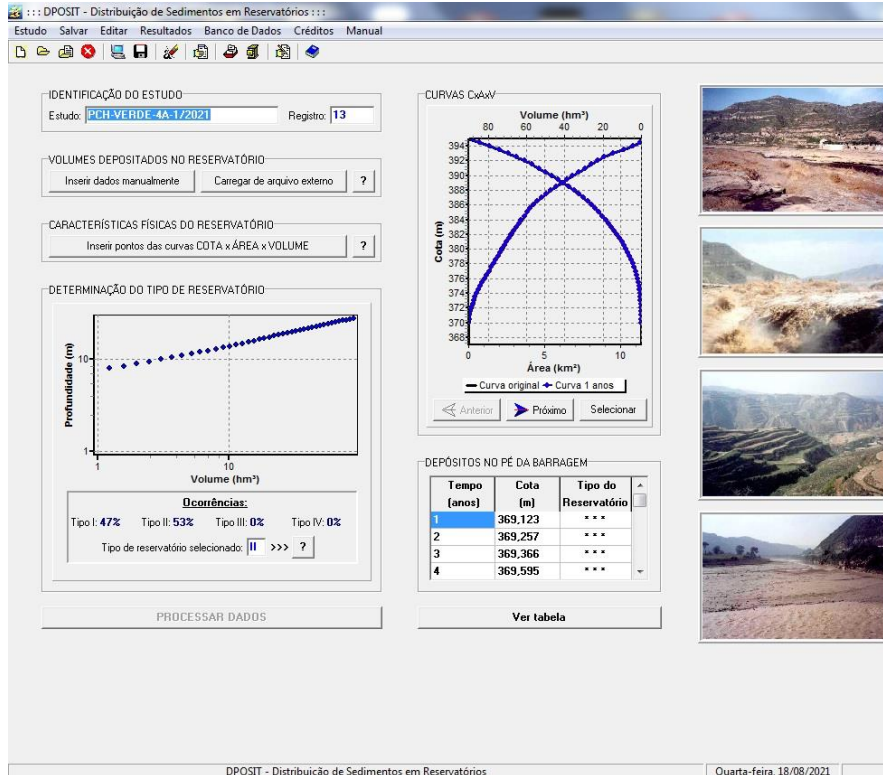 ::: DPOSIT - Distribuição de Sedimentos em Reservatórios :::
Estudo Salvar Editar Resultados Banco de Dados Créditos Manual
IDENTIFICAÇÃO DO ESTUDO
Estudo: PCH-VERDE-4A-1/2021 Registro: 13
VOLUMES DEPOSITADOS NO RESERVATÓRIO
Inserir dados manualmente Carregar de arquivo externo ?
CARACTERÍSTICAS FÍSICAS DO RESERVATÓRIO
Inserir pontos das curvas COTA x ÁREA x VOLUME ?
DETERMINAÇÃO DO TIPO DE RESERVATÓRIO
Profundidade (m)
10
1
1 10
Volume (hm³)
Ocorrências:
Tipo I: 47% Tipo II: 53% Tipo III: 0% Tipo IV: 0%
Tipo de reservatório selecionado: II >>> ?
PROCESSAR DADOS
CURVAS CxAxV
Volume (hm³)
80 60 40 20 0
Cota (m)
394
392
390
388
386
384
382
380
378
376
374
372
370
368
0 5 10
Área (km²)
Curva original Curva 1 anos
Anterior Próximo Selecionar
DEPÓSITOS NO PÉ DA BARRAGEM
Tempo Cota Tipo do
(anos) (m) Reservatório
1 369,123 * * *
2 369,257 * * *
3 369,366 * * *
4 369,595 * * *
Ver tabela
DPOSIT - Distribuição de Sedimentos em Reservatórios Quarta-feira, 18/08/2021